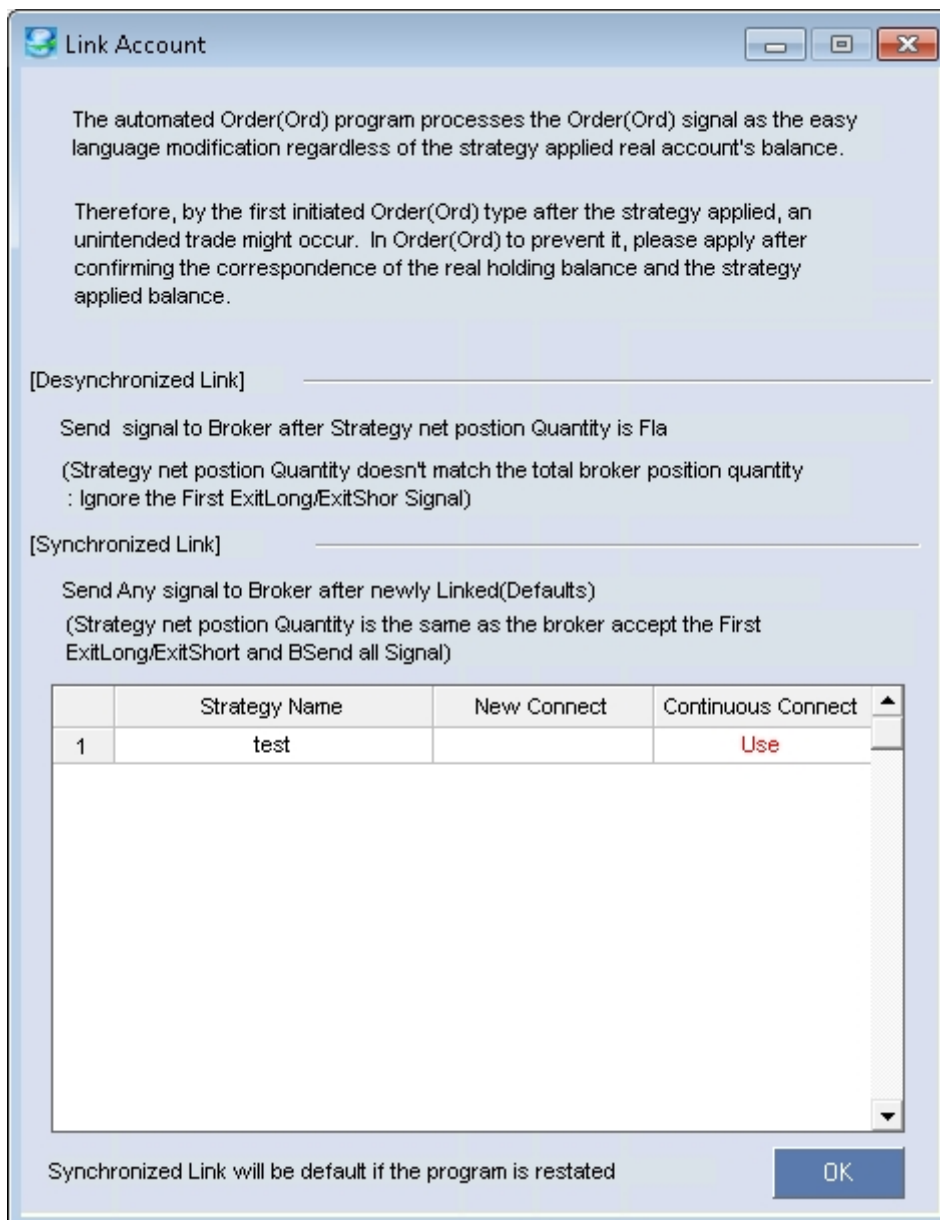 Link Account
The automated Order(Ord) program processes the Order(Ord) signal as the easy
language modification regardless of the strategy applied real account's balance.
Therefore, by the first initiated Order(Ord) type after the strategy applied, an
unintended trade might occur. In Order(Ord) to prevent it, please apply after
confirming the correspondence of the real holding balance and the strategy
applied balance.
[Desynchronized Link]
Send signal to Broker after Strategy net postion Quantity is Fla
(Strategy net postion Quantity doesn't match the total broker position quantity
: Ignore the First ExitLong/ExitShor Signal)
[Synchronized Link]
Send Any signal to Broker after newly Linked(Defaults)
(Strategy net postion Quantity is the same as the broker accept the First
ExitLong/ExitShort and BSend all Signal)
Strategy Name New Connect Continuous Connect
1 test Use
Synchronized Link will be default if the program is restated
OK